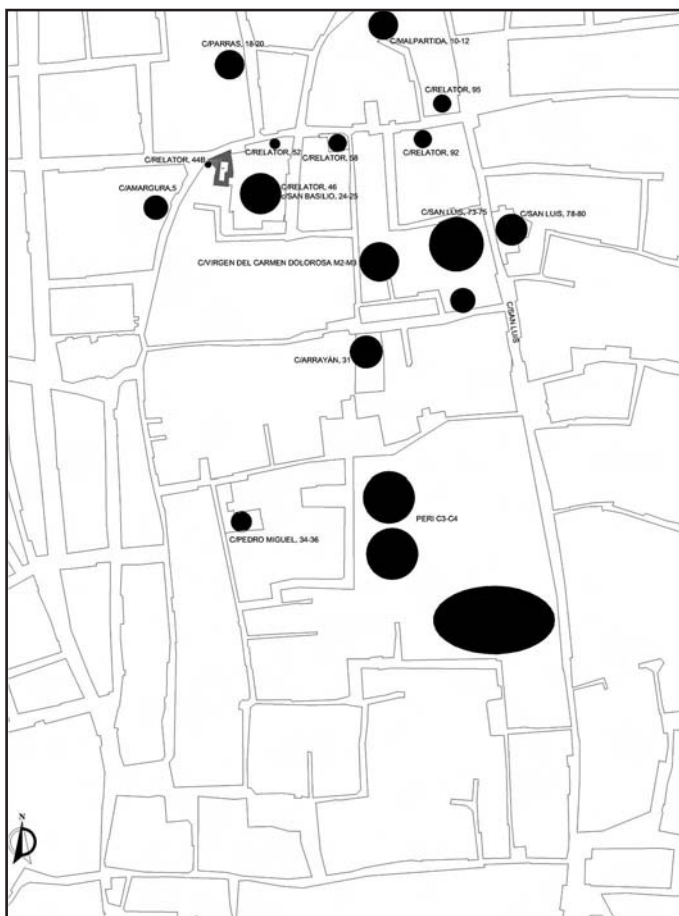 C/MALPARTIDA, 10-12
C/PARRAS, 18-20
C/RELATOR, 95
C/RELATOR, 52
C/RELATOR, 58
C/RELATOR, 92
C/RELATOR, 44B
C/AMARGURA,5
C/RELATOR, 46
c/SAN BASILIO, 24-25
C/SAN LUIS, 73-75
C/SAN LUIS, 78-80
C/VIRGEN DEL CARMEN DOLOROSA M2-M3
C/SAN LUIS
C/ARRAYÁN, 31
PERI C3-C4
C/PEDRO MIGUEL, 34-36
N